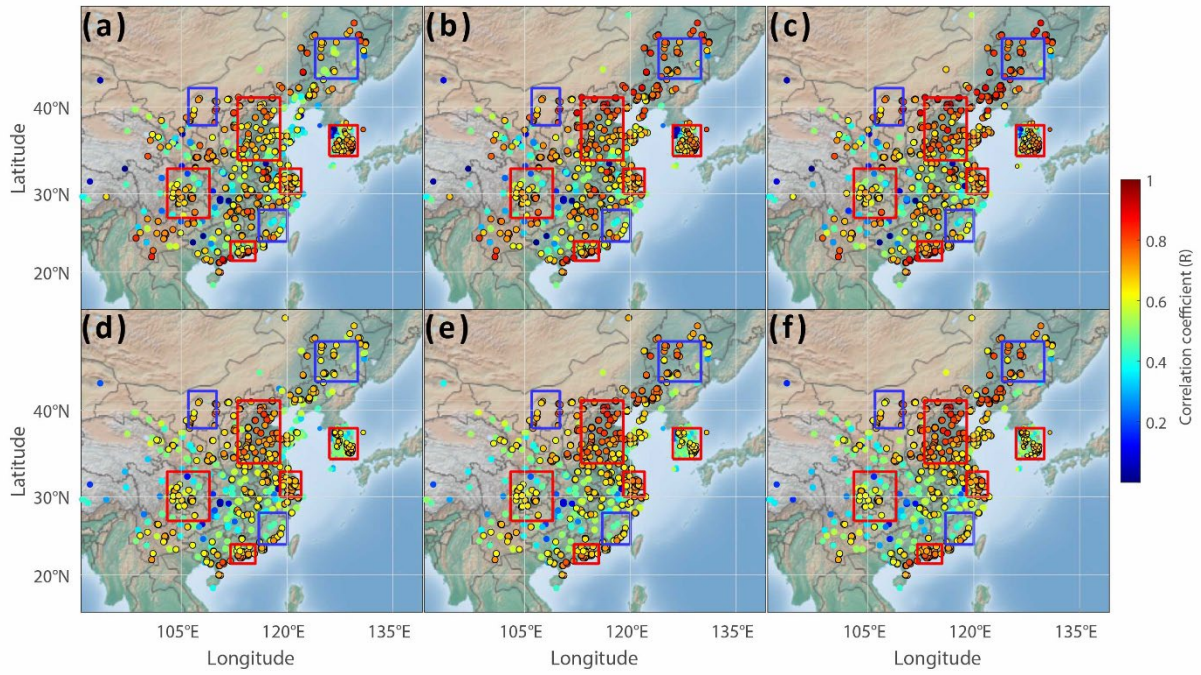 (a)
(b)
(c)
40°N
30°N
20°N
Latitude
(d)
(e)
(f)
40°N
30°N
20°N
Latitude
105°E
120°E
135°E
105°E
120°E
135°E
105°E
120°E
135°E
Longitude
Longitude
Longitude
1
0.8
0.6
0.4
0.2
Correlation coefficient (R)